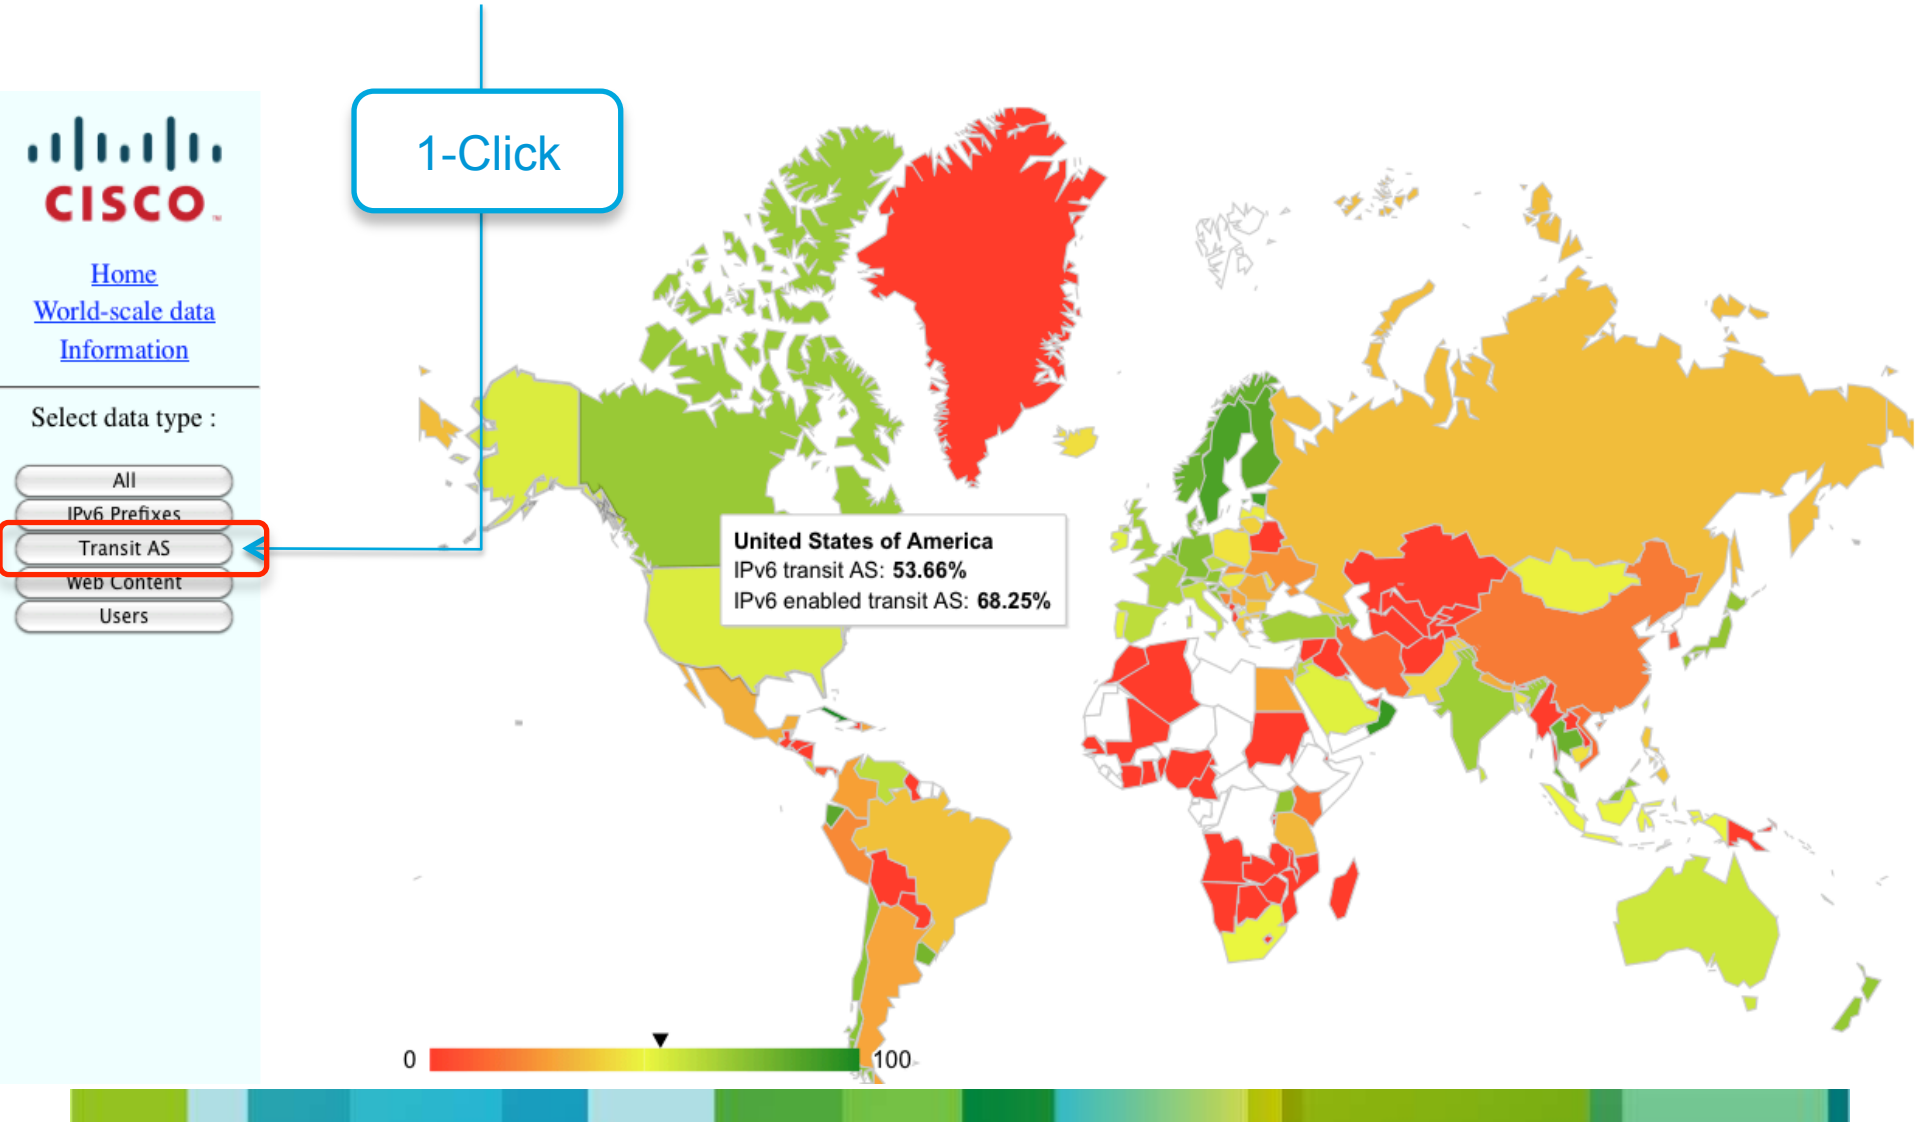 1-Click
CISCO
TM
Home
World-scale data
Information
Select data type :
All
IPv6 Prefixes
Transit AS
Web Content
Users
United States of America
IPv6 transit AS: 53.66%
IPv6 enabled transit AS: 68.25%
0
100